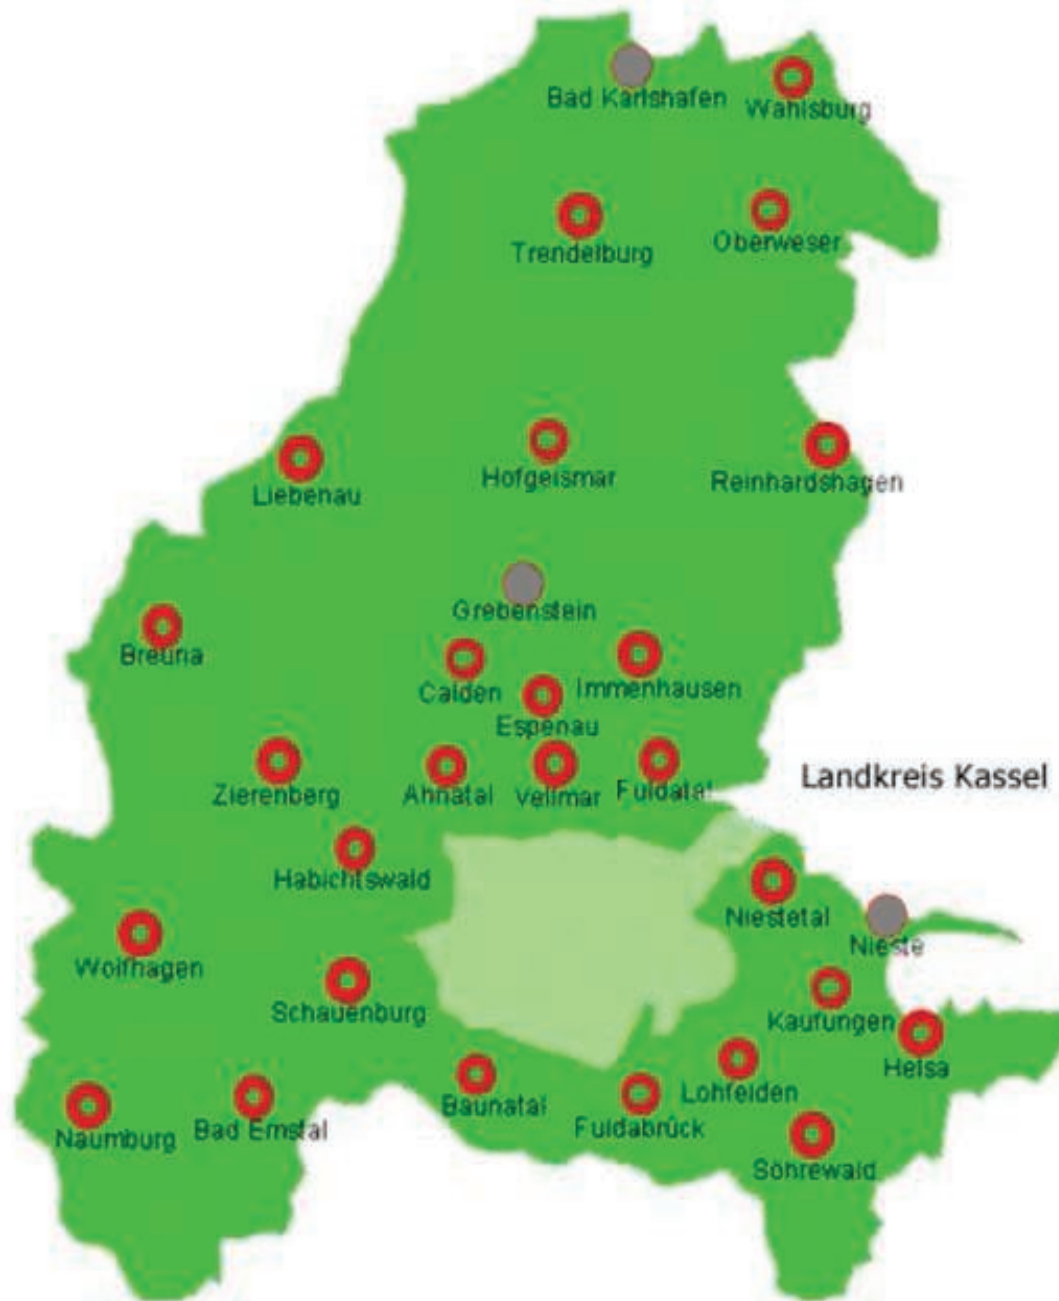 Bad Karlshafen
Wahlsburg
Trendelburg
Oberweser
Liebenau
Hofgeismar
Reinhardshagen
Grebenstein
Breuna
Calden
Immenhausen
Espenau
Zierenberg
Ahnatal
Vellmar
Fuldatal
Landkreis Kassel
Habichtswald
Niestetal
Nieste
Wolfhagen
Schauenburg
Kaufungen
Helsa
Lohfelden
Baunatal
Fuldabrück
Naumburg
Bad Emstal
Söhrewald